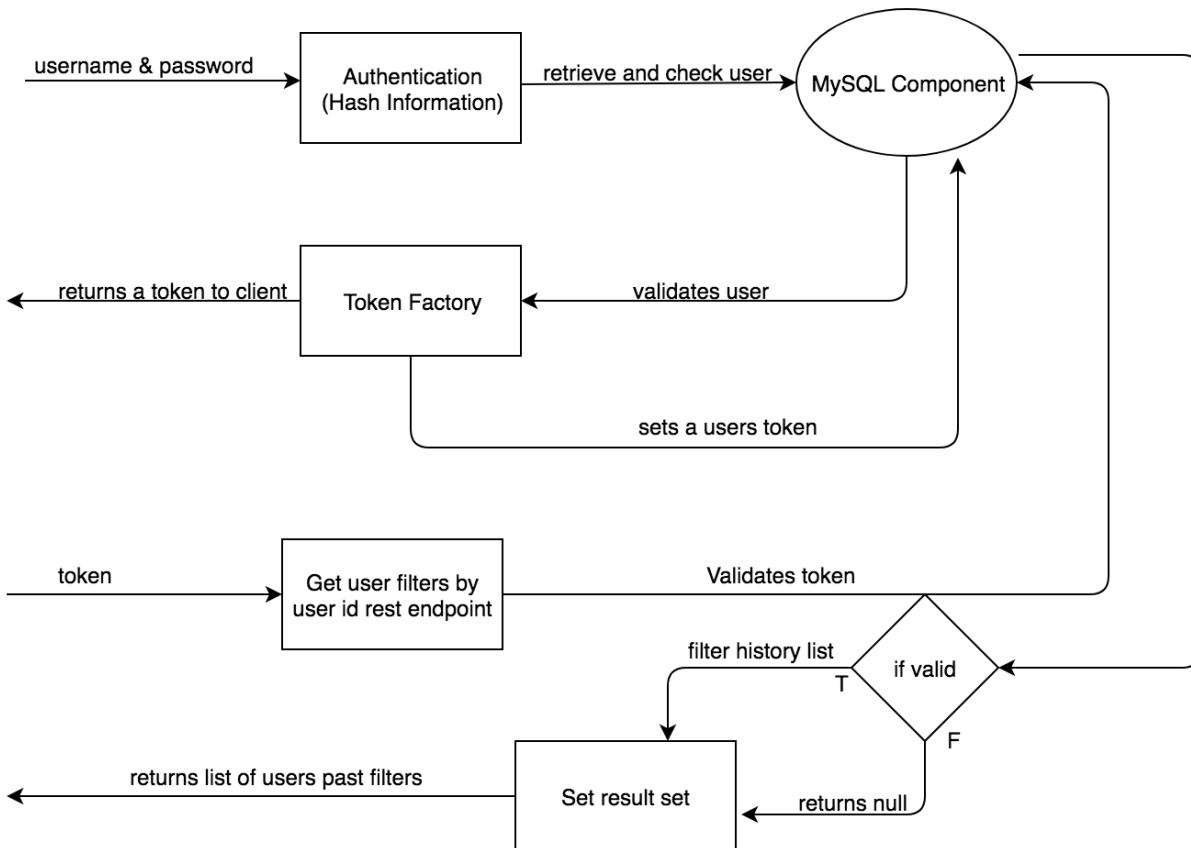 username & password
Authentication
(Hash Information)
retrieve and check user
MySQL Component
returns a token to client
Token Factory
validates user
sets a users token
token
Get user filters by
user id rest endpoint
Validates token
filter history list
T
if valid
F
returns list of users past filters
Set result set
returns null